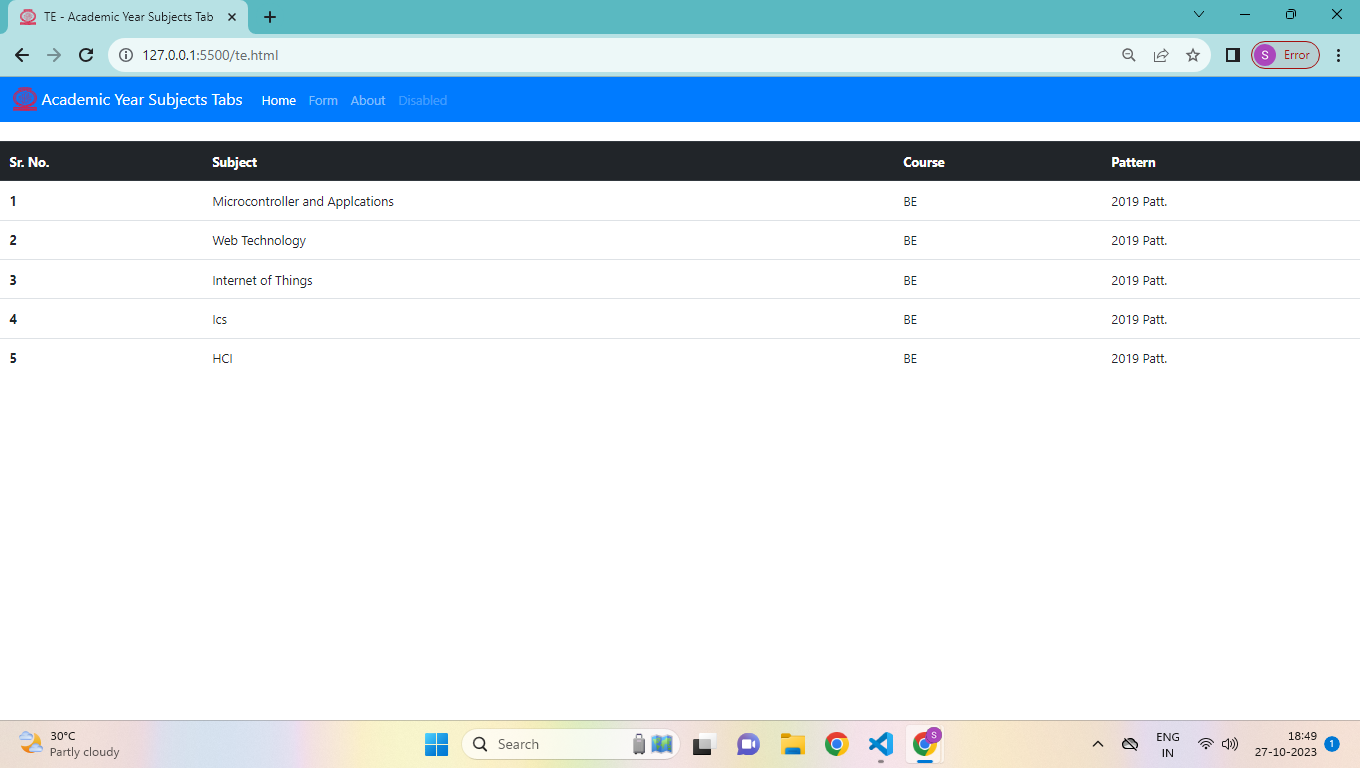 TE - Academic Year Subjects Tab
127.0.0.1:5500/te.html
S Error
Academic Year Subjects Tabs Home Form About Disabled
Sr. No. Subject Course Pattern
1 Microcontroller and Applcations BE 2019 Patt.
2 Web Technology BE 2019 Patt.
3 Internet of Things BE 2019 Patt.
4 Ics BE 2019 Patt.
5 HCI BE 2019 Patt.
30°C
Partly cloudy
Search
S
ENG
IN
18:49
27-10-2023
1